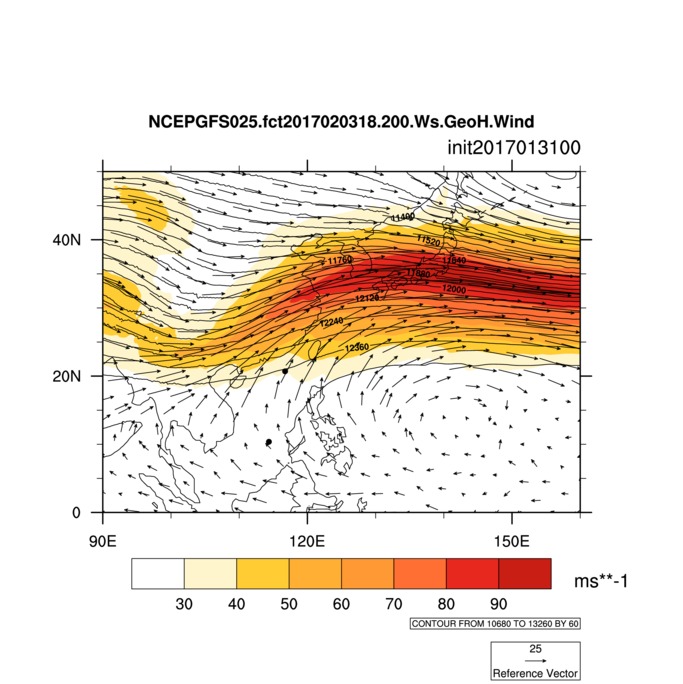 NCEPGFS025.fct2017020318.200.Ws.GeoH.Wind
init2017013100
11400
40N
11520
11760
11640
11880
12000
12120
12240
12360
20N
0
90E
120E
150E
ms**-1
30
40
50
60
70
80
90
CONTOUR FROM 10680 TO 13260 BY 60
25
Reference Vector